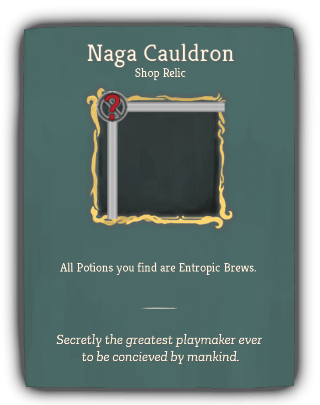 Naga Cauldron
Shop Relic
?
All Potions you find are Entropic Brews.
Secretly the greatest playmaker ever
to be concieved by mankind.